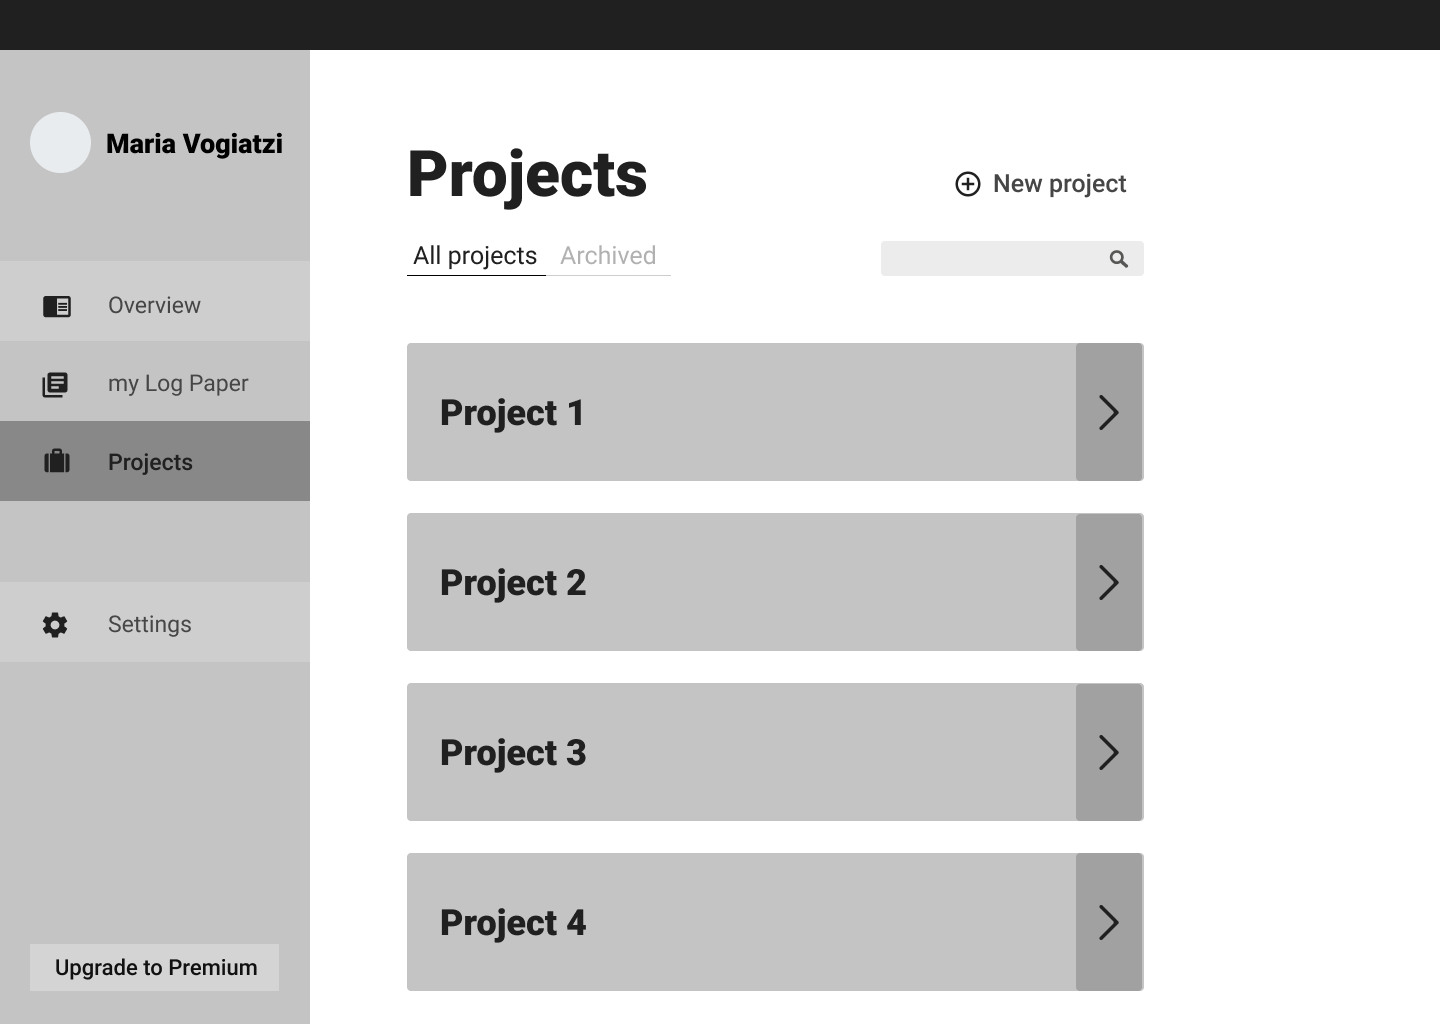 Maria Vogiatzi
Overview
my Log Paper
Projects
Settings
Upgrade to Premium
Projects
New project
All projects
Archived
Project 1
Project 2
Project 3
Project 4